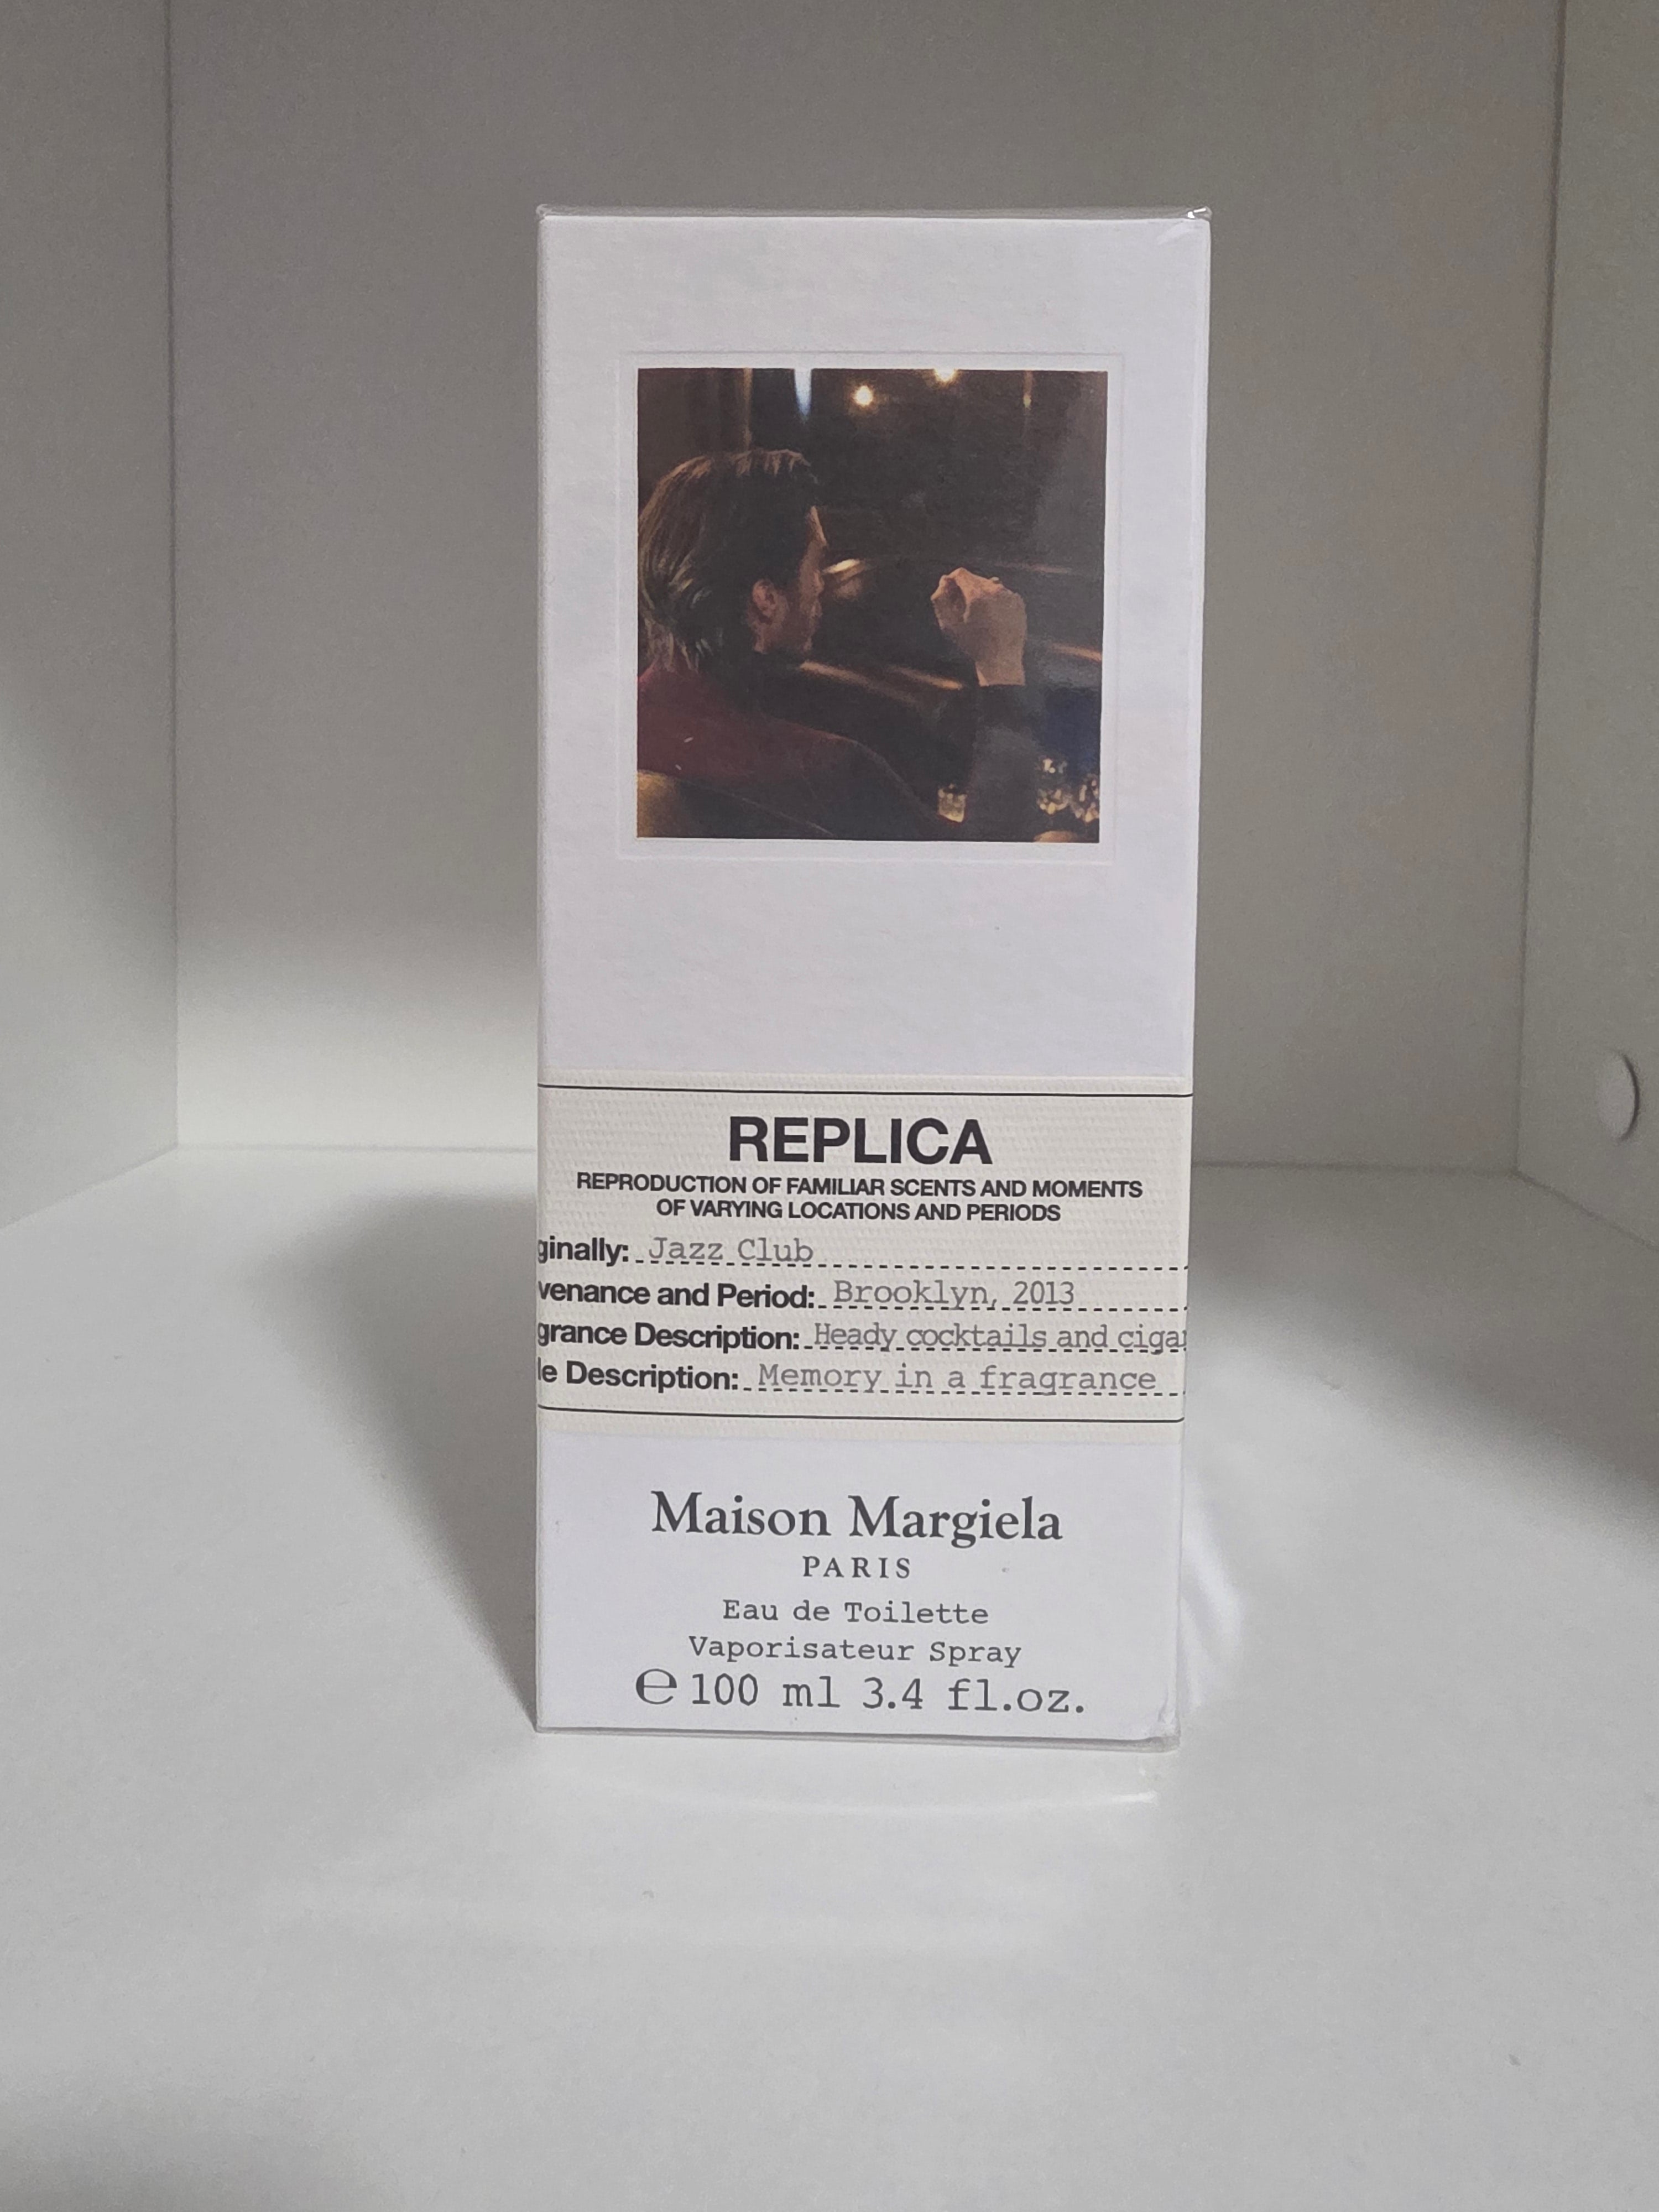 REPLICA
REPRODUCTION OF FAMILIAR SCENTS AND MOMENTS
OF VARYING LOCATIONS AND PERIODS
ginally: Jazz Club
venance and Period: Brooklyn, 2013
grance Description: Heady cocktails and cigar
le Description: Memory in a fragrance
Maison Margiela
PARIS
Eau de Toilette
Vaporisateur Spray
℮ 100 ml 3.4 fl.oz.